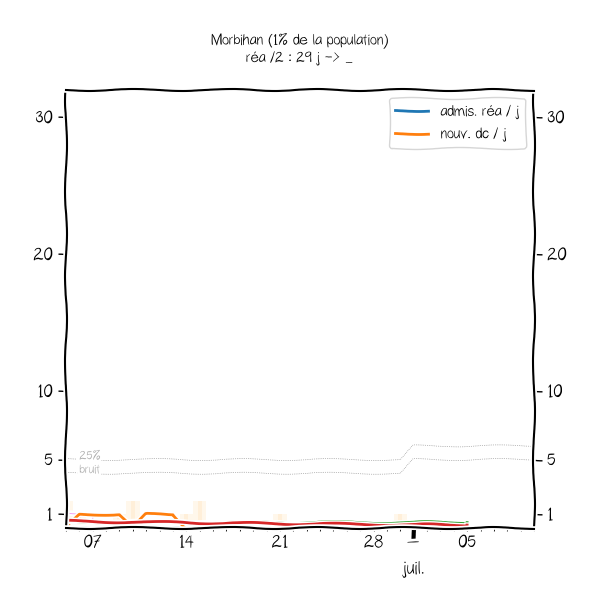 Morbihan (1% de la population)
réa /2 : 29 j -> _
admis. réa / j
nouv. dc / j
30
30
20
20
10
10
25%
5
5
bruit
1
1
07
14
21
28
05
juil.